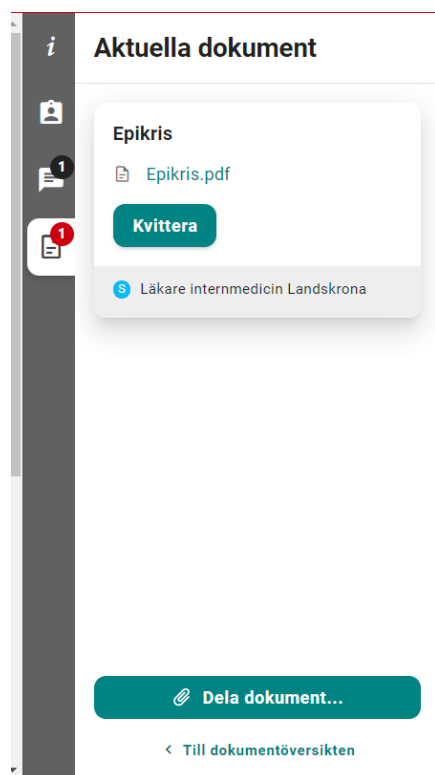 i
Aktuella dokument
Epikris
Epikris.pdf
1
Kvittera
1
S Läkare internmedicin Landskrona
Dela dokument...
< Till dokumentöversikten